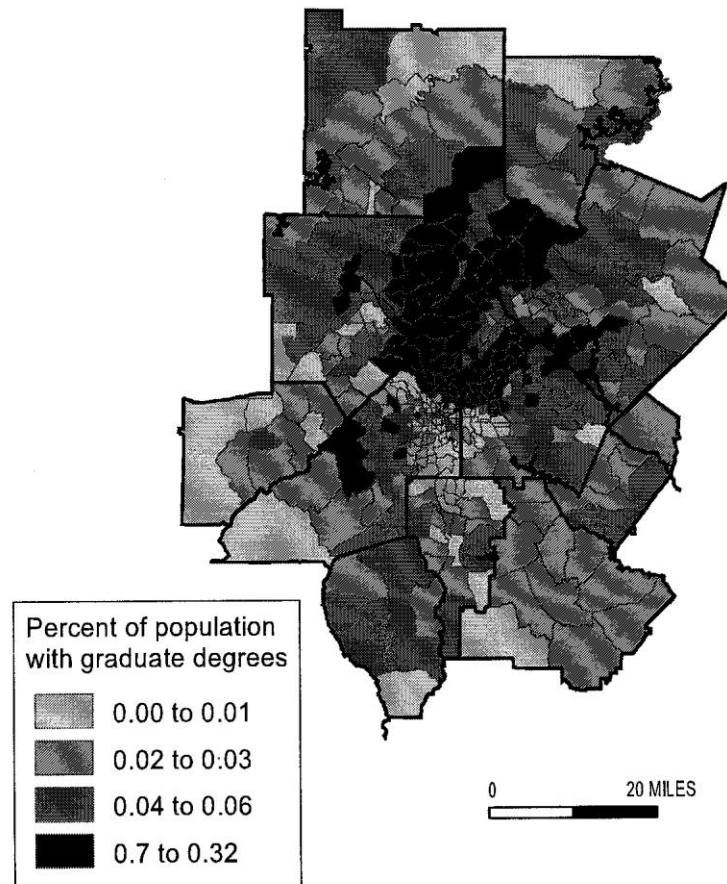 Percent of population
with graduate degrees
0.00 to 0.01
0.02 to 0:03
0.04 to 0.06
0.7 to 0.32
0 20 MILES